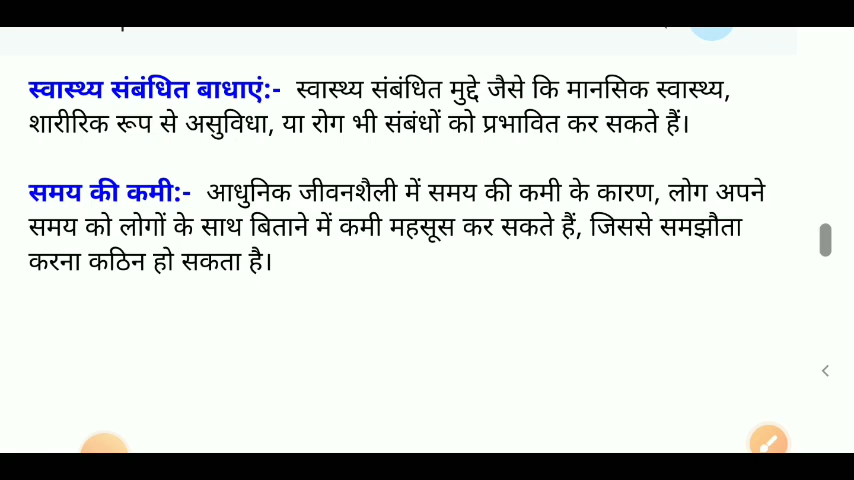 स्वास्थ्य संबंधित बाधाएं:- स्वास्थ्य संबंधित मुद्दे जैसे कि मानसिक स्वास्थ्य,
शारीरिक रूप से असुविधा, या रोग भी संबंधों को प्रभावित कर सकते हैं।
समय की कमी:- आधुनिक जीवनशैली में समय की कमी के कारण, लोग अपने
समय को लोगों के साथ बिताने में कमी महसूस कर सकते हैं, जिससे समझौता
करना कठिन हो सकता है।